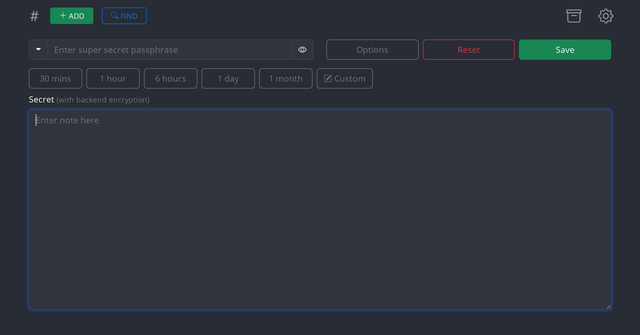 # + ADD FIND
Enter super secret passphrase Options Reset Save
30 mins 1 hour 6 hours 1 day 1 month Custom
Secret (with backend encryption)
Enter note here